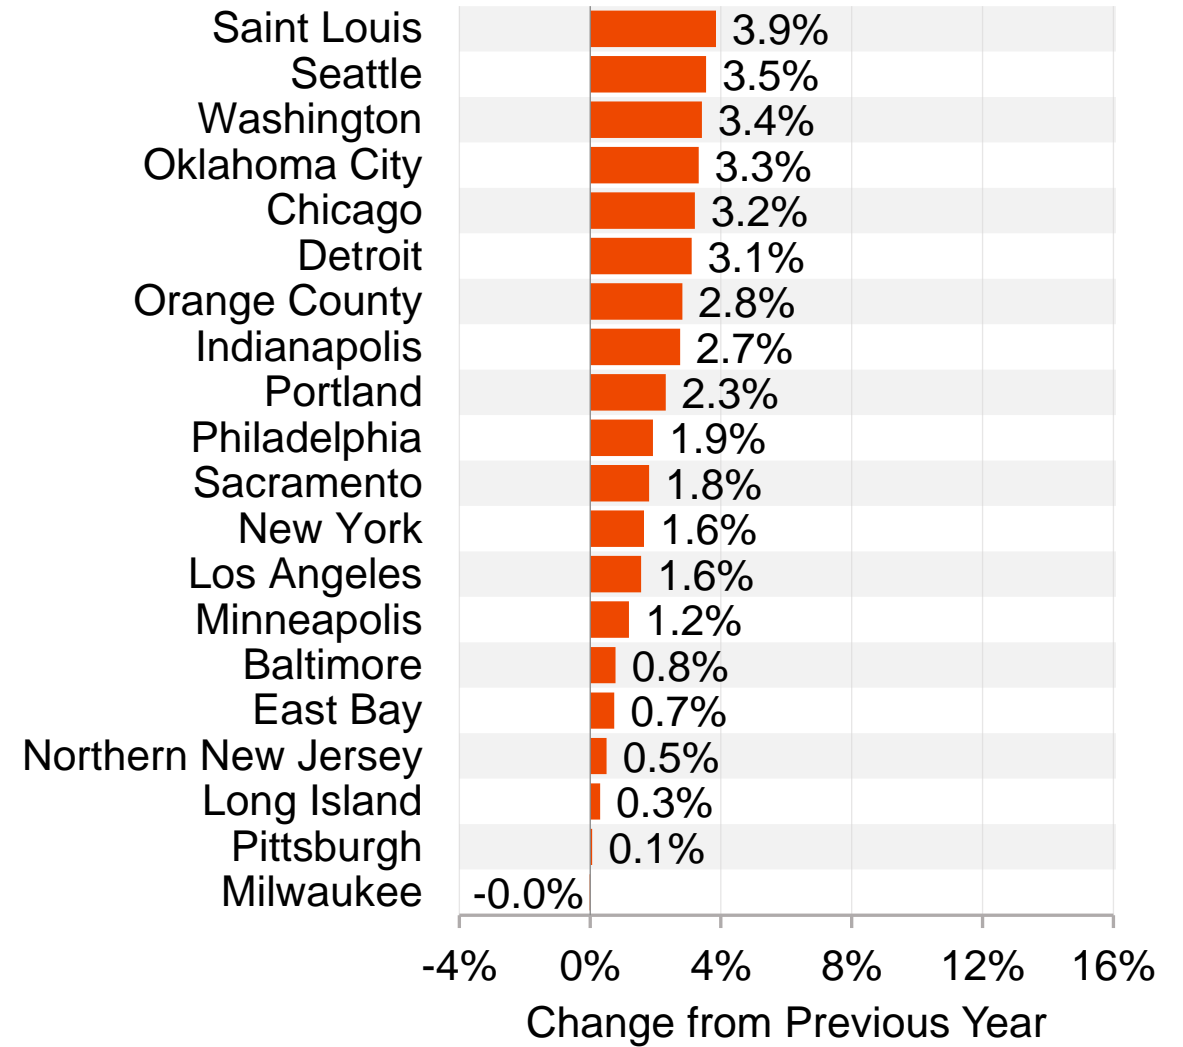 Saint Louis 3.9%
Seattle 3.5%
Washington 3.4%
Oklahoma City 3.3%
Chicago 3.2%
Detroit 3.1%
Orange County 2.8%
Indianapolis 2.7%
Portland 2.3%
Philadelphia 1.9%
Sacramento 1.8%
New York 1.6%
Los Angeles 1.6%
Minneapolis 1.2%
Baltimore 0.8%
East Bay 0.7%
Northern New Jersey 0.5%
Long Island 0.3%
Pittsburgh 0.1%
Milwaukee -0.0%
-4% 0% 4% 8% 12% 16%
Change from Previous Year